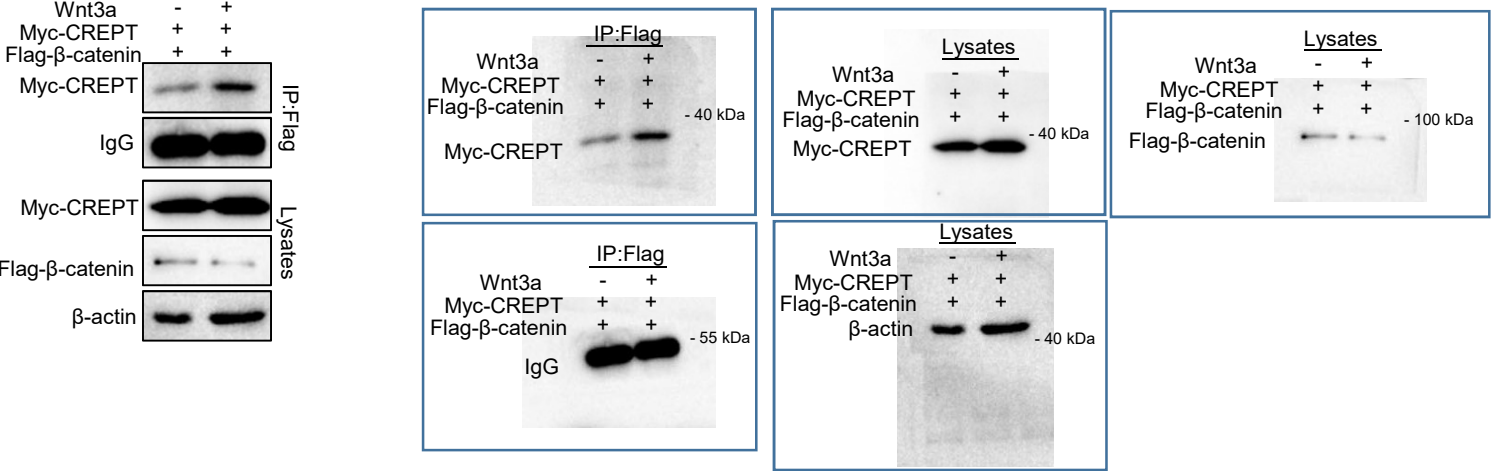 Wnt3a - +
Myc-CREPT + +
Flag-β-catenin + +
Myc-CREPT
IgG
IP:Flag
Myc-CREPT
Flag-β-catenin
β-actin
Lysates
IP:Flag
Wnt3a - +
Myc-CREPT + +
Flag-β-catenin + +
- 40 kDa
Myc-CREPT
Lysates
Wnt3a - +
Myc-CREPT + +
Flag-β-catenin + +
- 40 kDa
Myc-CREPT
Lysates
Wnt3a - +
Myc-CREPT + +
Flag-β-catenin + +
- 100 kDa
Flag-β-catenin
IP:Flag
Wnt3a - +
Myc-CREPT + +
Flag-β-catenin + +
- 55 kDa
IgG
Lysates
Wnt3a - +
Myc-CREPT + +
Flag-β-catenin + +
β-actin
- 40 kDa